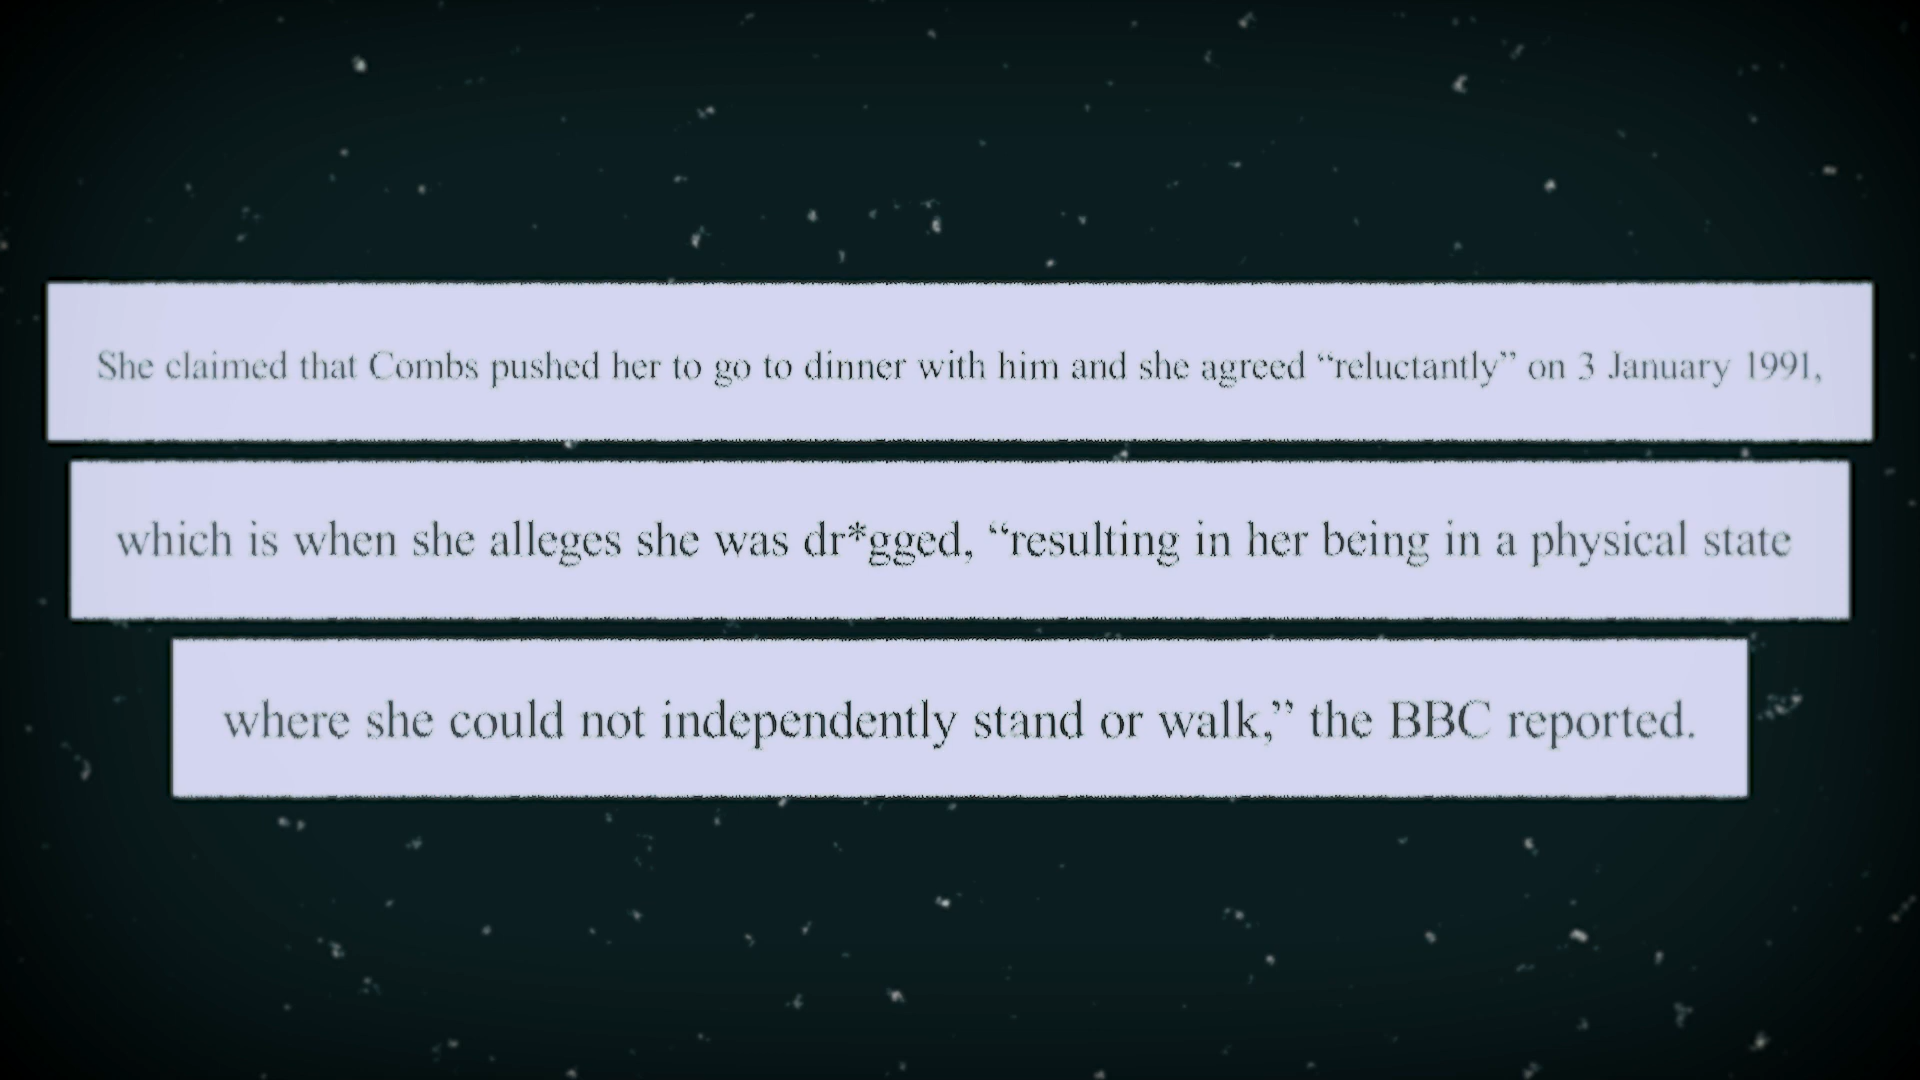 She claimed that Combs pushed her to go to dinner with him and she agreed “reluctantly” on 3 January 1991,
which is when she alleges she was dr*gged, “resulting in her being in a physical state
where she could not independently stand or walk,” the BBC reported.